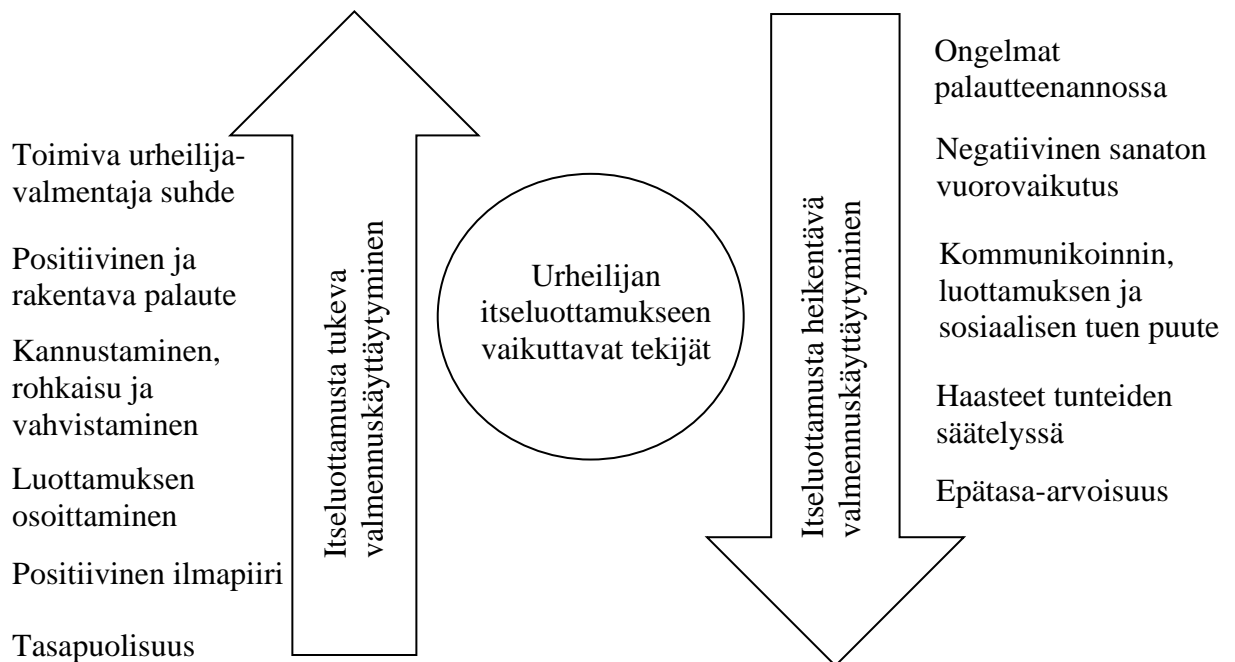 Toimiva urheilija-
valmentaja suhde
Positiivinen ja
rakentava palaute
Kannustaminen,
rohkaisu ja
vahvistaminen
Luottamuksen
osoittaminen
Positiivinen ilmapiiri
Tasapuolisuus
Itseluottamusta tukeva
valmennuskäyttäytyminen
Urheilijan
itseluottamukseen
vaikuttavat tekijät
Itseluottamusta heikentävä
valmennuskäyttäytyminen
Ongelmat
palautteenannossa
Negatiivinen sanaton
vuorovaikutus
Kommunikoinnin,
luottamuksen ja
sosiaalisen tuen puute
Haasteet tunteiden
säätelyssä
Epätasa-arvoisuus